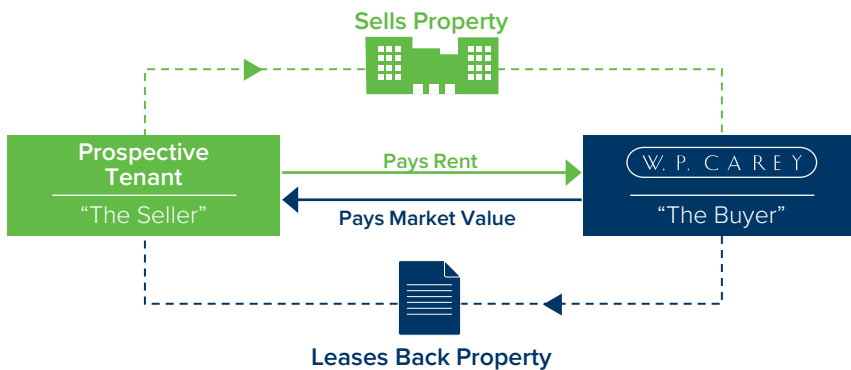 Sells Property
Prospective
Tenant
“The Seller”
Pays Rent
Pays Market Value
W. P. CAREY
“The Buyer”
Leases Back Property